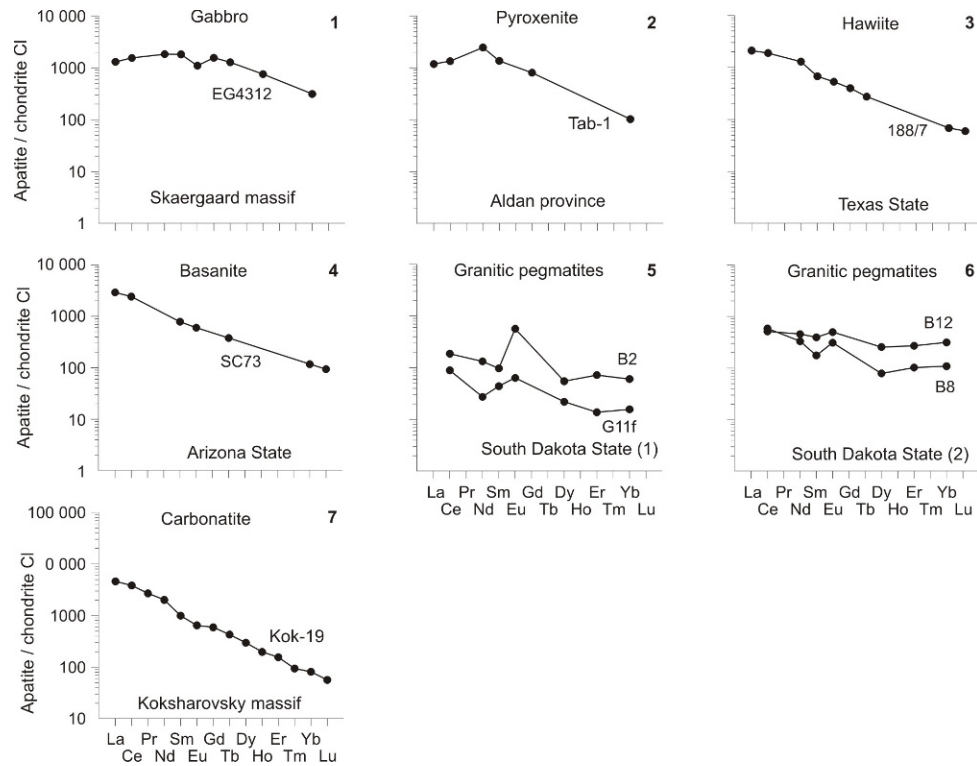 Gabbro 1
10 000
1000
100
10
1
Apatite / chondrite CI
EG4312
Skaergaard massif
Pyroxenite 2
Tab-1
Aldan province
Hawiite 3
188/7
Texas State
Basanite 4
10 000
1000
100
10
1
Apatite / chondrite CI
SC73
Arizona State
Granitic pegmatites 5
B2
G11f
South Dakota State (1)
La Pr Sm Gd Dy Er Yb
Ce Nd Eu Tb Ho Tm Lu
Granitic pegmatites 6
B12
B8
South Dakota State (2)
La Pr Sm Gd Dy Er Yb
Ce Nd Eu Tb Ho Tm Lu
Carbonatite 7
100 000
0 000
1000
100
10
Apatite / chondrite CI
Kok-19
Koksharovsky massif
La Pr Sm Gd Dy Er Yb
Ce Nd Eu Tb Ho Tm Lu